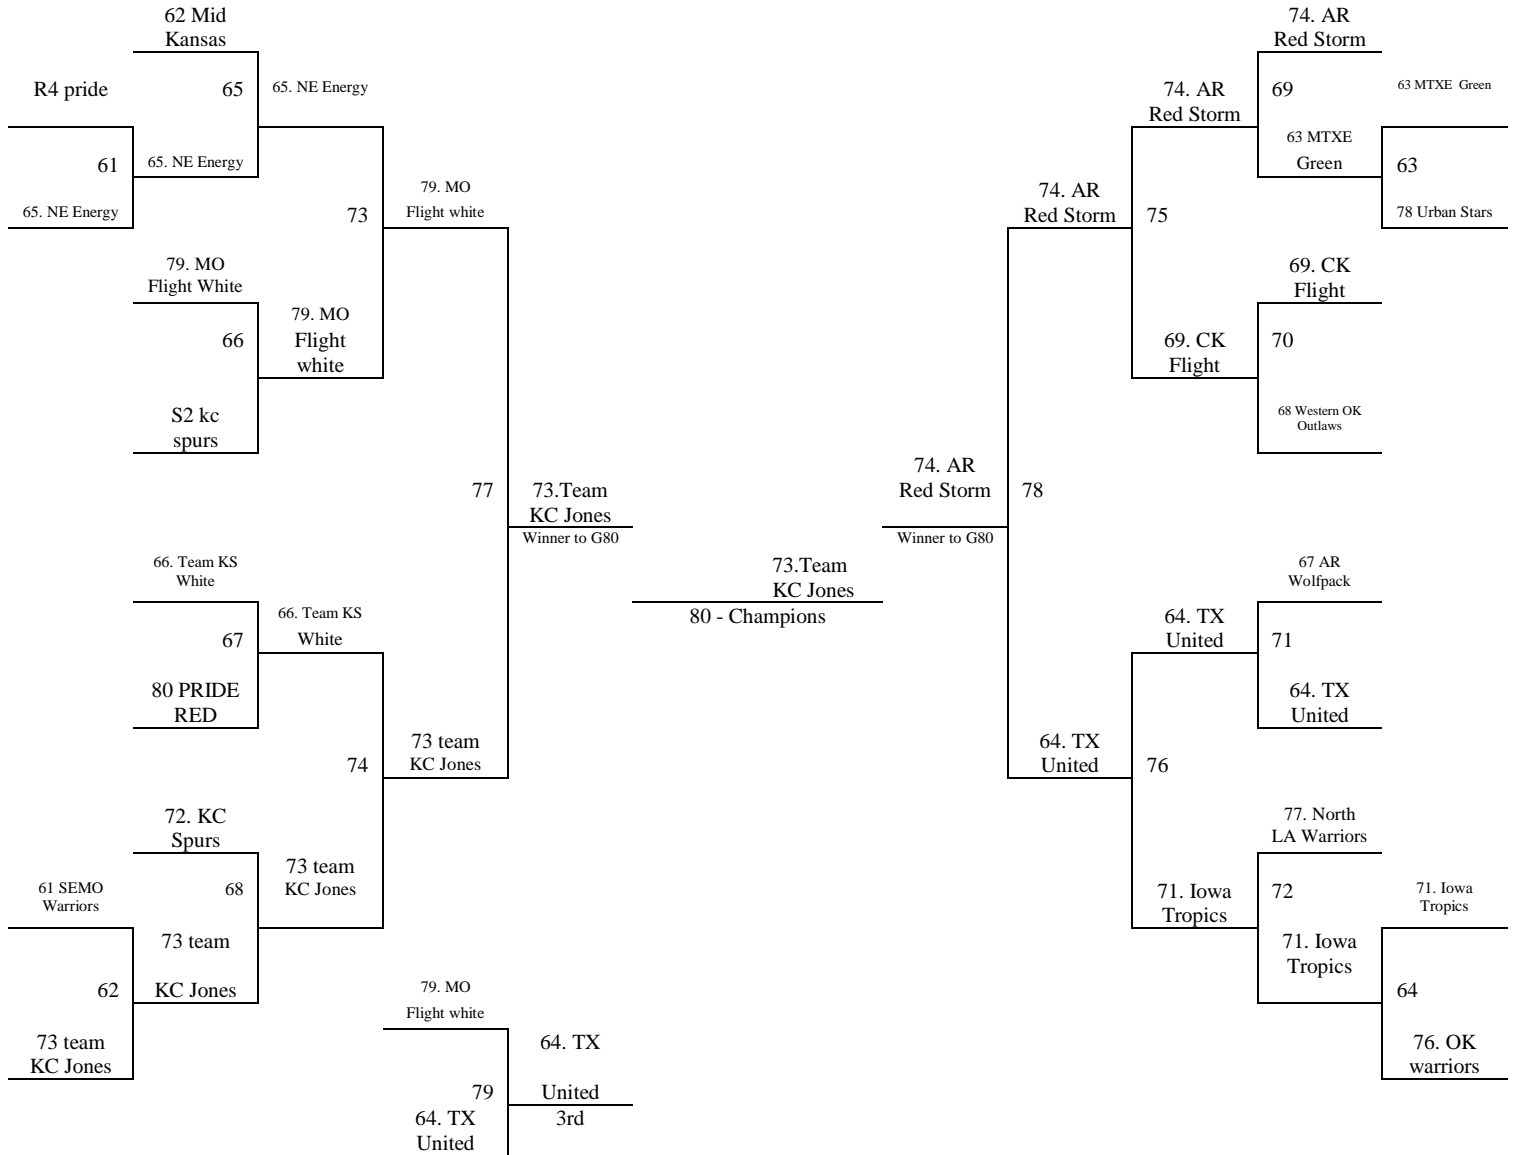 62 Mid
Kansas
R4 pride
65
65. NE Energy
61
65. NE Energy
65. NE Energy
73
79. MO
Flight white
79. MO
Flight White
66
79. MO
Flight
white
S2 kc
spurs
77
73.Team
KC Jones
Winner to G80
66. Team KS
White
67
66. Team KS
White
80 PRIDE
RED
74
73 team
KC Jones
72. KC
Spurs
68
73 team
KC Jones
61 SEMO
Warriors
73 team
KC Jones
62
73 team
KC Jones
79. MO
Flight white
79
64. TX
United
64. TX
United
3rd
73.Team
KC Jones
80 - Champions
74. AR
Red Storm
Winner to G80
78
74. AR
Red Storm
75
74. AR
Red Storm
74. AR
Red Storm
69
63 MTXE
Green
63 MTXE  Green
63
78 Urban Stars
69. CK
Flight
70
69. CK
Flight
68 Western OK
Outlaws
67 AR
Wolfpack
71
64. TX
United
64. TX
United
64. TX
United
76
77. North
LA Warriors
72
71. Iowa
Tropics
71. Iowa
Tropics
71. Iowa
Tropics
64
76. OK
warriors